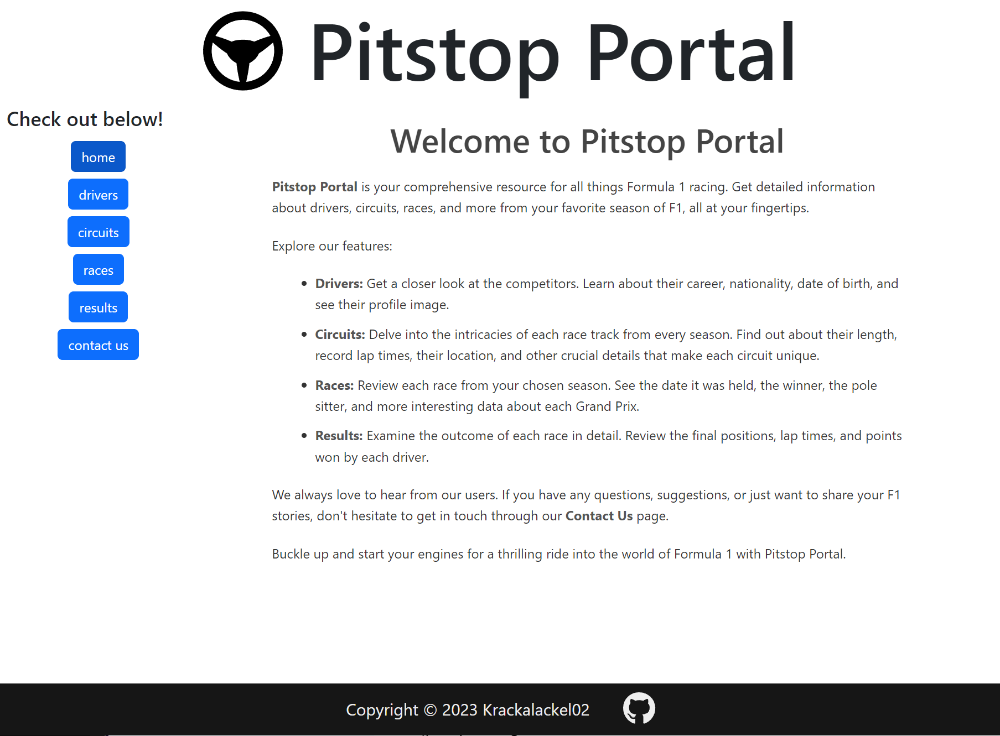 Pitstop Portal
Check out below!
home
drivers
circuits
races
results
contact us
Welcome to Pitstop Portal
Pitstop Portal is your comprehensive resource for all things Formula 1 racing. Get detailed information
about drivers, circuits, races, and more from your favorite season of F1, all at your fingertips.
Explore our features:
• Drivers: Get a closer look at the competitors. Learn about their career, nationality, date of birth, and
see their profile image.
• Circuits: Delve into the intricacies of each race track from every season. Find out about their length,
record lap times, their location, and other crucial details that make each circuit unique.
• Races: Review each race from your chosen season. See the date it was held, the winner, the pole
sitter, and more interesting data about each Grand Prix.
• Results: Examine the outcome of each race in detail. Review the final positions, lap times, and points
won by each driver.
We always love to hear from our users. If you have any questions, suggestions, or just want to share your F1
stories, don't hesitate to get in touch through our Contact Us page.
Buckle up and start your engines for a thrilling ride into the world of Formula 1 with Pitstop Portal.
Copyright © 2023 Krackalackel02